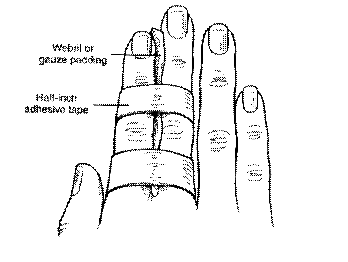 Webril or
gauze padding
Half-inch
adhesive tape